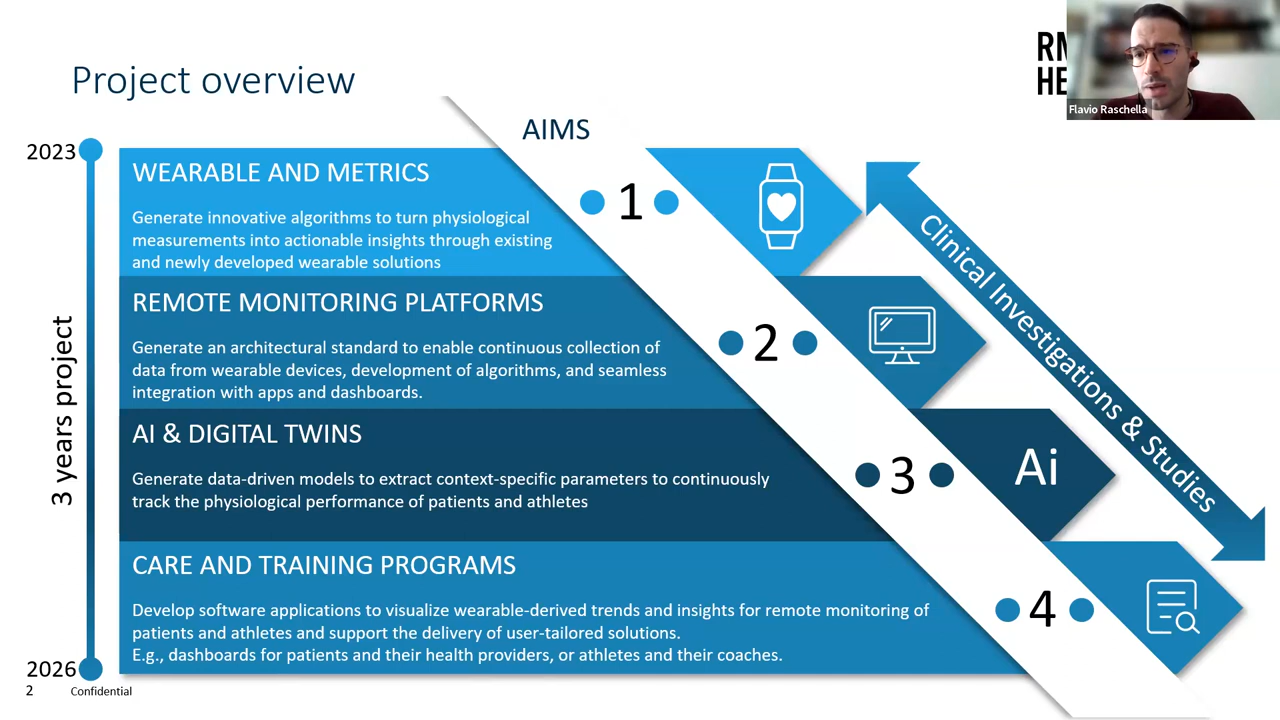 Project overview
RM
HE
Flavio Raschella
AIMS
2023
3 years project
2026
WEARABLE AND METRICS
Generate innovative algorithms to turn physiological
measurements into actionable insights through existing
and newly developed wearable solutions
1
REMOTE MONITORING PLATFORMS
Generate an architectural standard to enable continuous collection of
data from wearable devices, development of algorithms, and seamless
integration with apps and dashboards.
2
AI & DIGITAL TWINS
Generate data-driven models to extract context-specific parameters to continuously
track the physiological performance of patients and athletes
3
Ai
CARE AND TRAINING PROGRAMS
Develop software applications to visualize wearable-derived trends and insights for remote monitoring of
patients and athletes and support the delivery of user-tailored solutions.
E.g., dashboards for patients and their health providers, or athletes and their coaches.
4
Clinical Investigations & Studies
2
Confidential